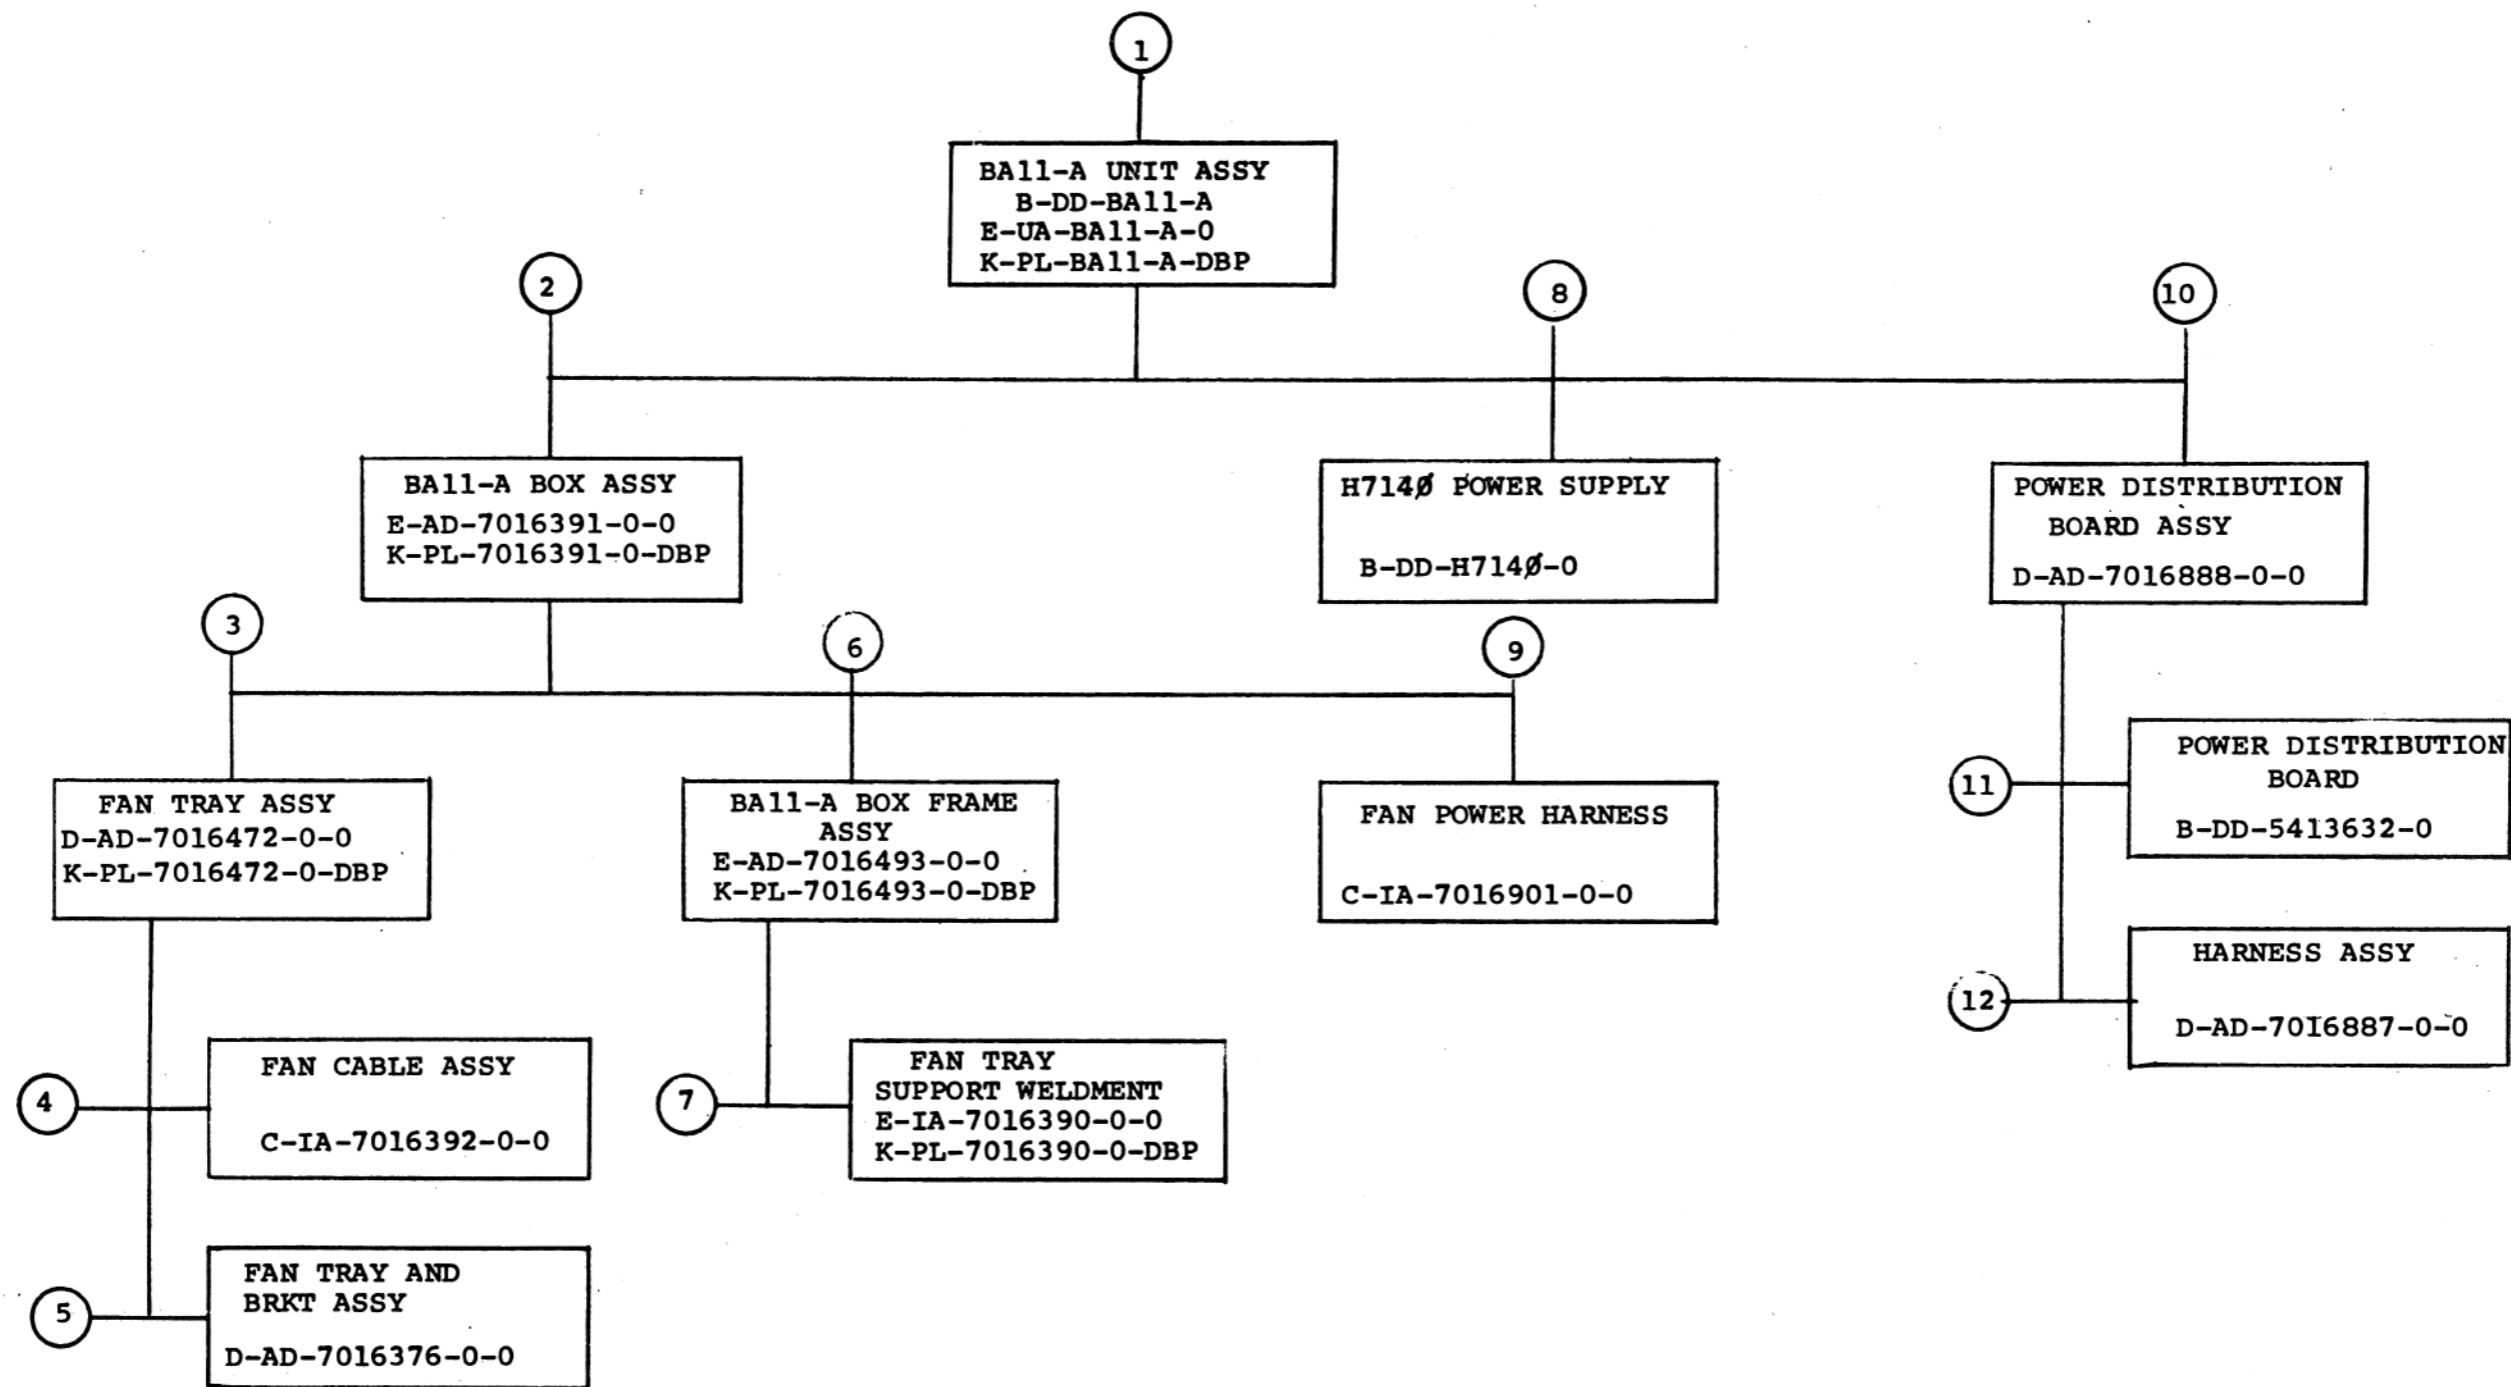 1
BA11-A UNIT ASSY
B-DD-BA11-A
E-UA-BA11-A-0
K-PL-BA11-A-DBP
2
8
10
BA11-A BOX ASSY
E-AD-7016391-0-0
K-PL-7016391-0-DBP
H714Ø POWER SUPPLY
B-DD-H714Ø-0
POWER DISTRIBUTION
BOARD ASSY
D-AD-7016888-0-0
3
6
9
FAN TRAY ASSY
D-AD-7016472-0-0
K-PL-7016472-0-DBP
BA11-A BOX FRAME
ASSY
E-AD-7016493-0-0
K-PL-7016493-0-DBP
FAN POWER HARNESS
C-IA-7016901-0-0
11
POWER DISTRIBUTION
BOARD
B-DD-5413632-0
12
HARNESS ASSY
D-AD-7016887-0-0
4
FAN CABLE ASSY
C-IA-7016392-0-0
7
FAN TRAY
SUPPORT WELDMENT
E-IA-7016390-0-0
K-PL-7016390-0-DBP
5
FAN TRAY AND
BRKT ASSY
D-AD-7016376-0-0